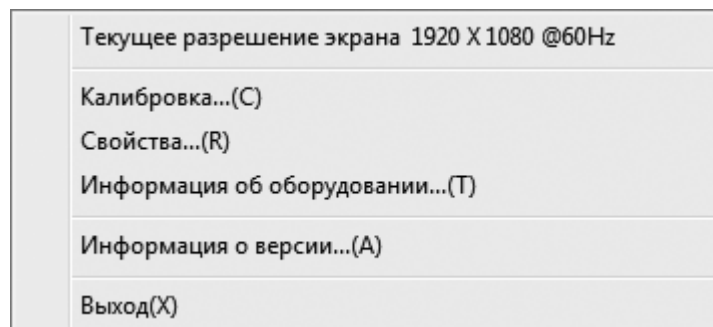 Текущее разрешение экрана 1920 X 1080 @60Hz
Калибровка...(C)
Свойства...(R)
Информация об оборудовании...(T)
Информация о версии...(A)
Выход(X)